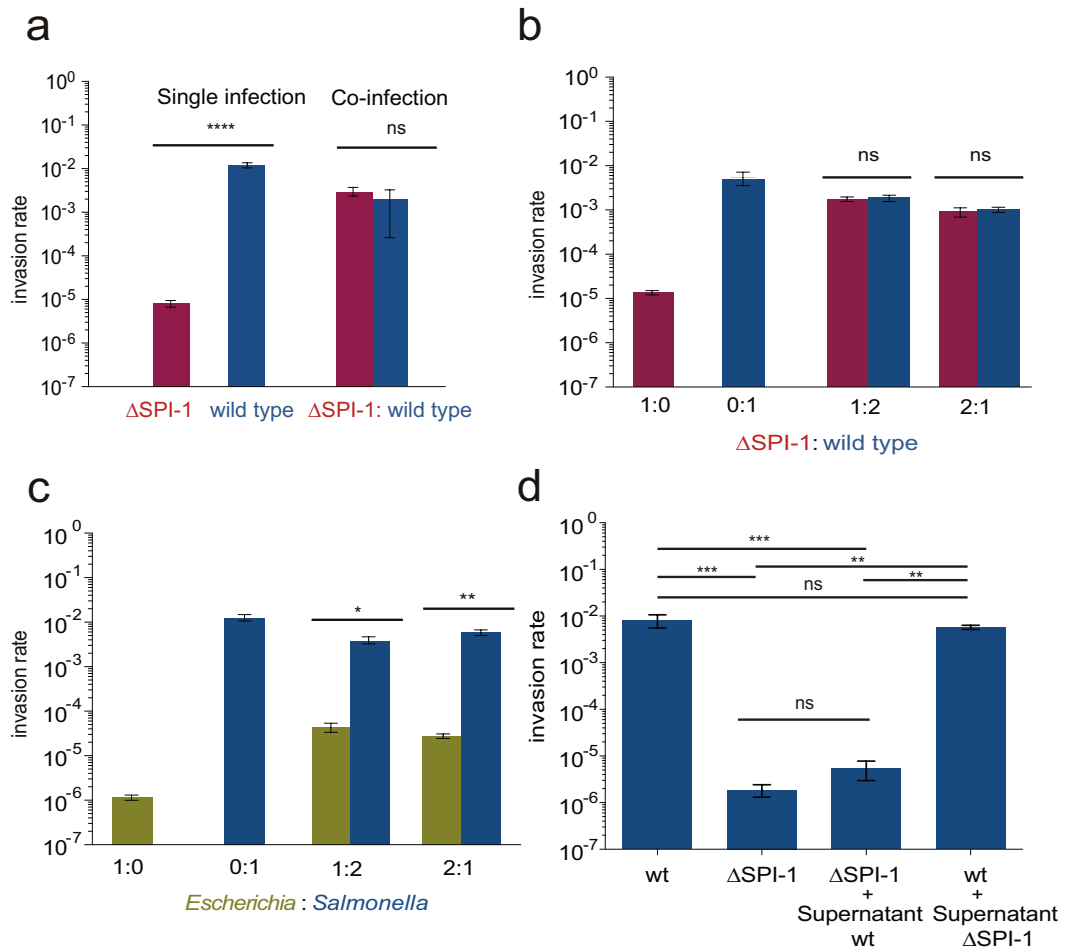 a
10^0
10^-1
10^-2
10^-3
10^-4
10^-5
10^-6
10^-7
invasion rate
Single infection Co-infection
**** ns
ΔSPI-1 wild type ΔSPI-1: wild type
b
10^0
10^-1
10^-2
10^-3
10^-4
10^-5
10^-6
10^-7
invasion rate
ns ns
1:0 0:1 1:2 2:1
ΔSPI-1: wild type
c
10^0
10^-1
10^-2
10^-3
10^-4
10^-5
10^-6
10^-7
invasion rate
* **
1:0 0:1 1:2 2:1
Escherichia : Salmonella
d
10^0
10^-1
10^-2
10^-3
10^-4
10^-5
10^-6
10^-7
invasion rate
***
**
*** **
ns
ns
wt ΔSPI-1 ΔSPI-1 wt
+ +
Supernatant Supernatant
wt ΔSPI-1